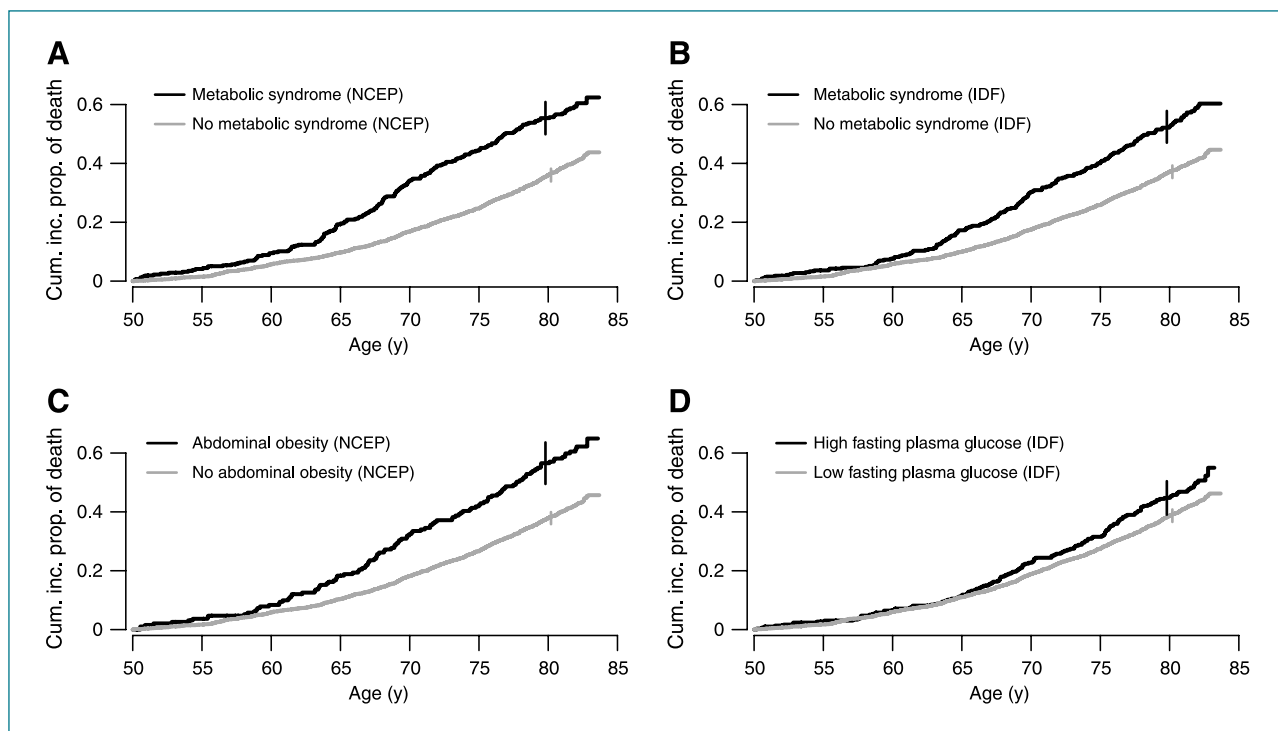 A
Cum. inc. prop. of death
Metabolic syndrome (NCEP)
No metabolic syndrome (NCEP)
0.6
0.4
0.2
0
50 55 60 65 70 75 80 85
Age (y)
B
Cum. inc. prop. of death
Metabolic syndrome (IDF)
No metabolic syndrome (IDF)
0.6
0.4
0.2
0
50 55 60 65 70 75 80 85
Age (y)
C
Cum. inc. prop. of death
Abdominal obesity (NCEP)
No abdominal obesity (NCEP)
0.6
0.4
0.2
0
50 55 60 65 70 75 80 85
Age (y)
D
Cum. inc. prop. of death
High fasting plasma glucose (IDF)
Low fasting plasma glucose (IDF)
0.6
0.4
0.2
0
50 55 60 65 70 75 80 85
Age (y)